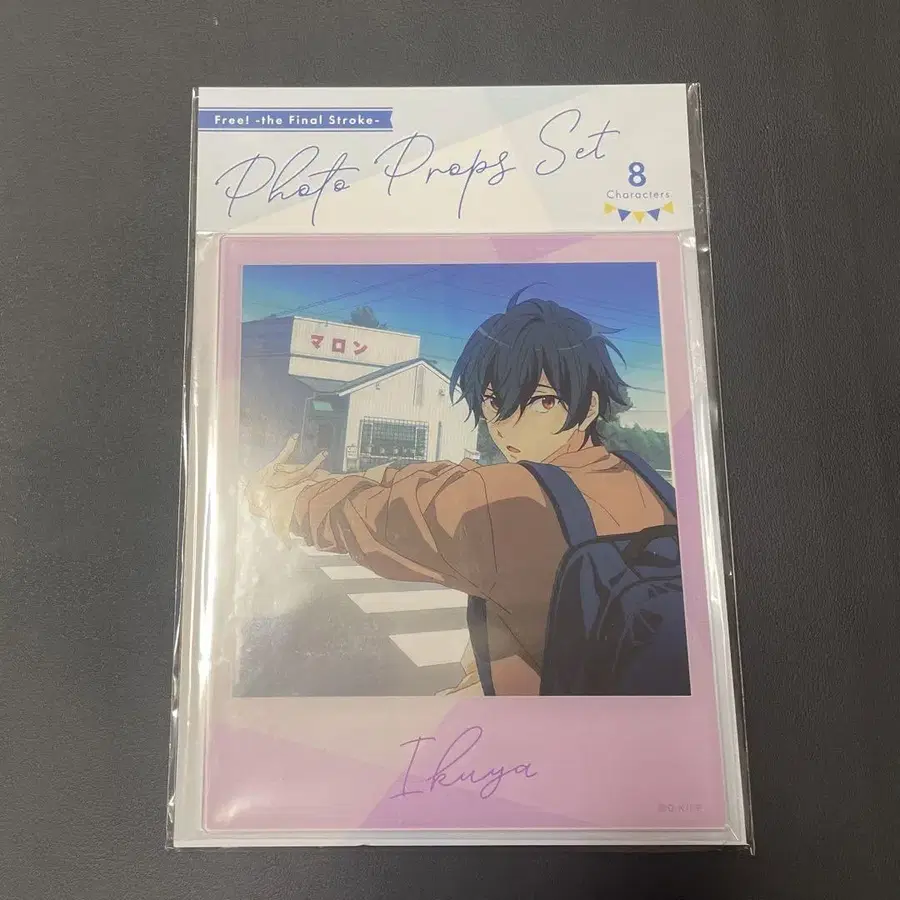 Free! -the Final Stroke-
Photo Props Set
8
Characters
マロン
Ikuya